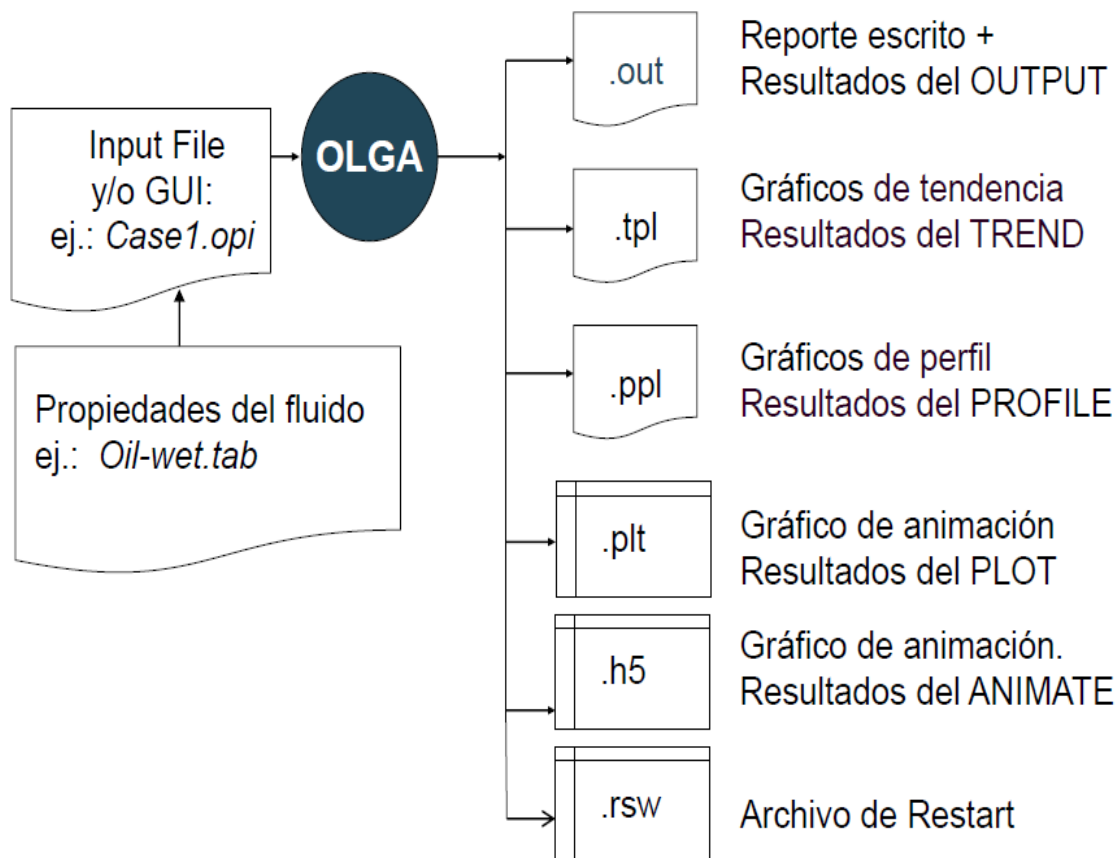 Input File
y/o GUI:
ej.: Case1.opi
Propiedades del fluido
ej.: Oil-wet.tab
OLGA
.out
Reporte escrito +
Resultados del OUTPUT
.tpl
Gráficos de tendencia
Resultados del TREND
.ppl
Gráficos de perfil
Resultados del PROFILE
.plt
Gráfico de animación
Resultados del PLOT
.h5
Gráfico de animación.
Resultados del ANIMATE
.rsw
Archivo de Restart